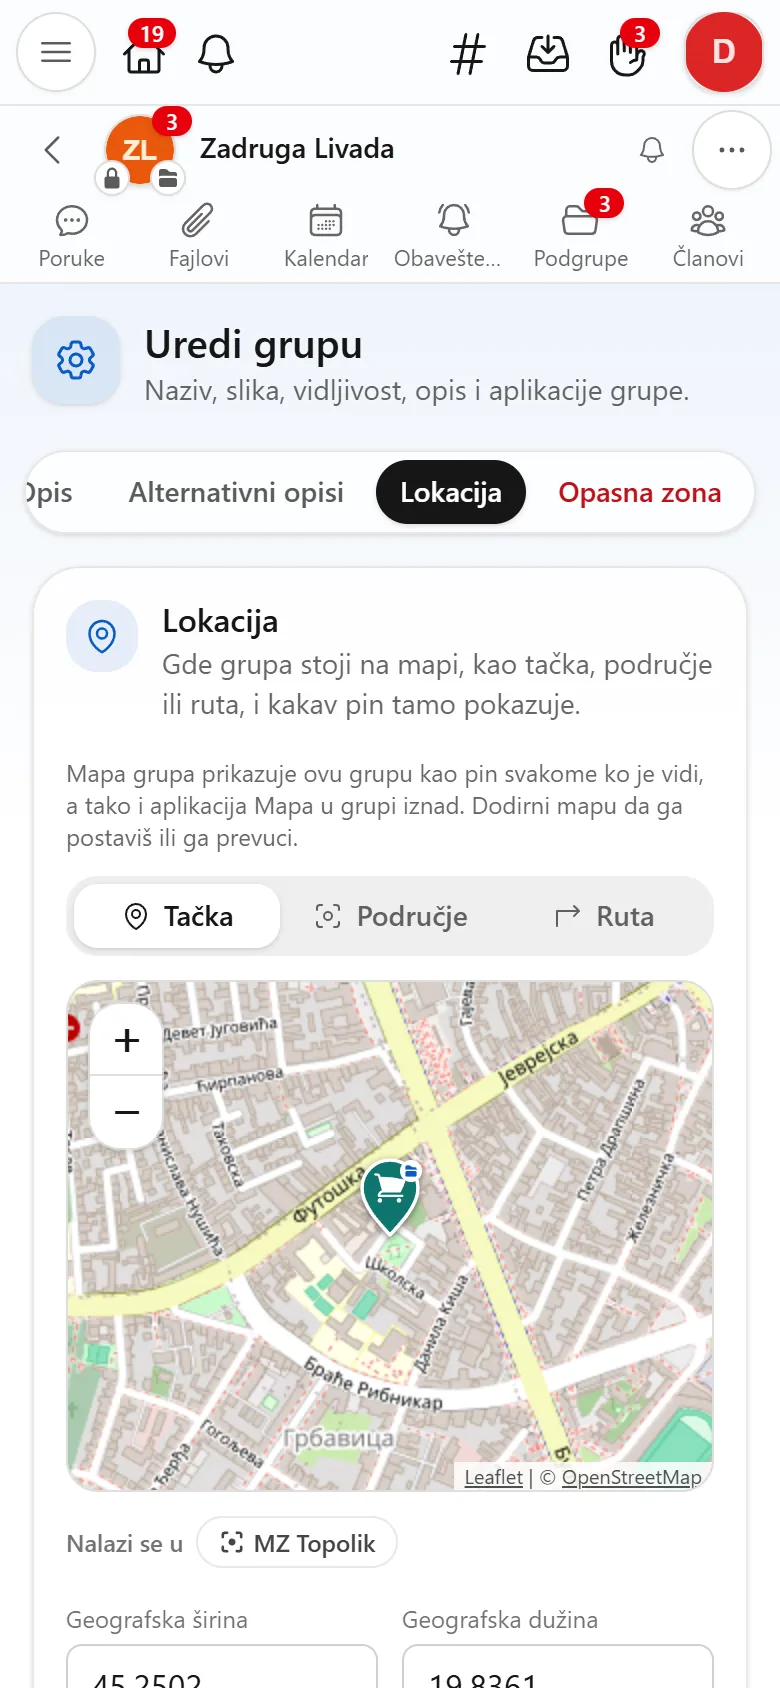 19
3
D
ZL
3
Zadruga Livada
Poruke
Fajlovi
Kalendar
Obavešte...
3
Podgrupe
Članovi
Uredi grupu
Naziv, slika, vidljivost, opis i aplikacije grupe.
Opis
Alternativni opisi
Lokacija
Opasna zona
Lokacija
Gde grupa stoji na mapi, kao tačka, područje
ili ruta, i kakav pin tamo pokazuje.
Mapa grupa prikazuje ovu grupu kao pin svakome ko je vidi,
a tako i aplikacija Mapa u grupi iznad. Dodirni mapu da ga
postaviš ili ga prevuci.
Tačka
Područje
Ruta
+
−
Девет Југовића
Ћирпанова
Таковска
Јеврејска
Петра Драпшина
Железничка
Футошка
Школска
Данила Киша
Браће Рибникар
Гогољева
Грбавица
Leaflet | © OpenStreetMap
Nalazi se u
MZ Topolik
Geografska širina
Geografska dužina
45.2502
19.8361